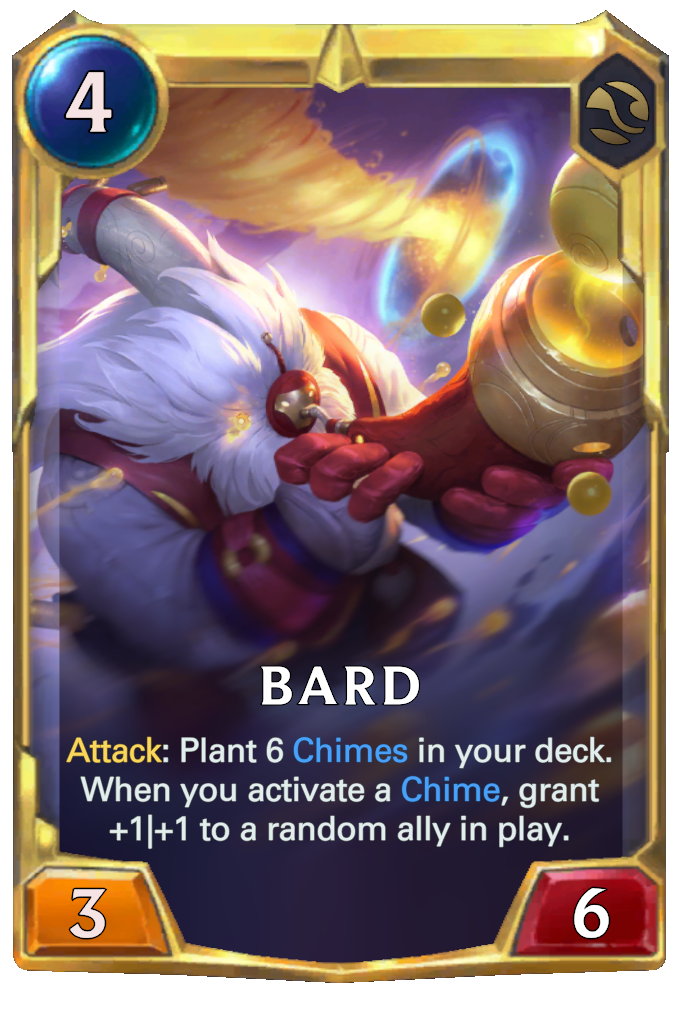 4
BARD
Attack: Plant 6 Chimes in your deck.
When you activate a Chime, grant
+1|+1 to a random ally in play.
3
6